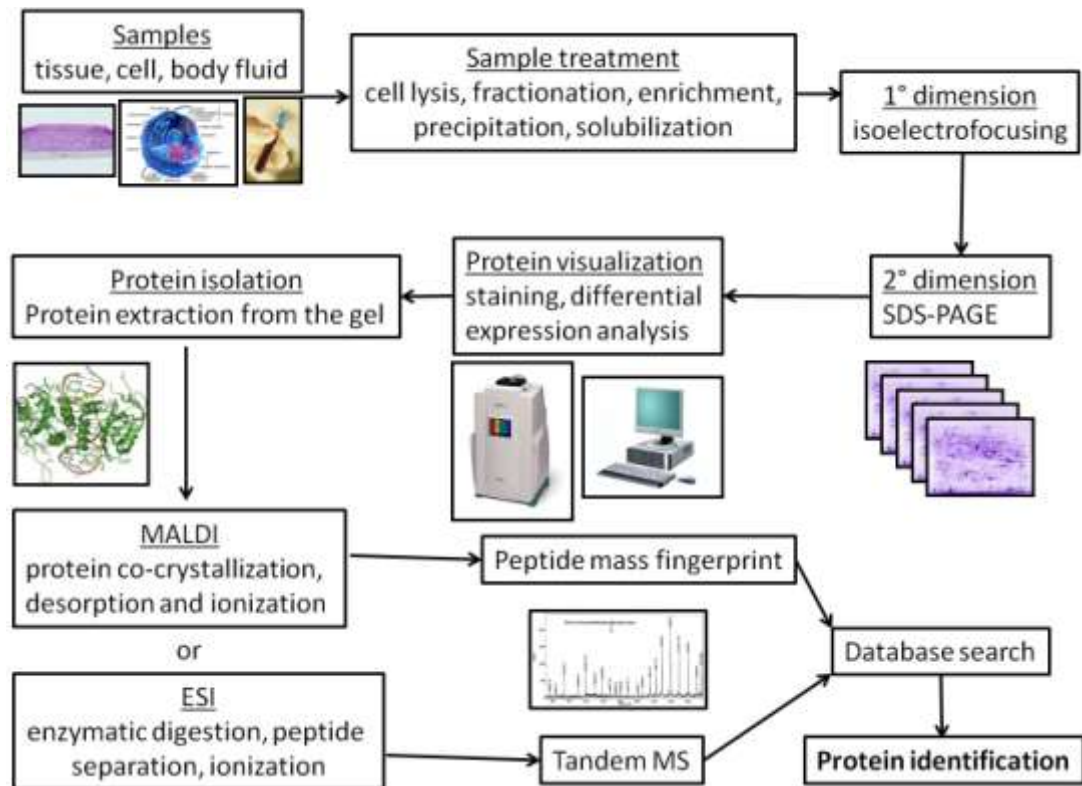 Samples
tissue, cell, body fluid
Sample treatment
cell lysis, fractionation, enrichment,
precipitation, solubilization
1° dimension
isoelectrofocusing
2° dimension
SDS-PAGE
Protein visualization
staining, differential
expression analysis
Protein isolation
Protein extraction from the gel
MALDI
protein co-crystallization,
desorption and ionization
or
ESI
enzymatic digestion, peptide
separation, ionization
Peptide mass fingerprint
Tandem MS
Database search
Protein identification